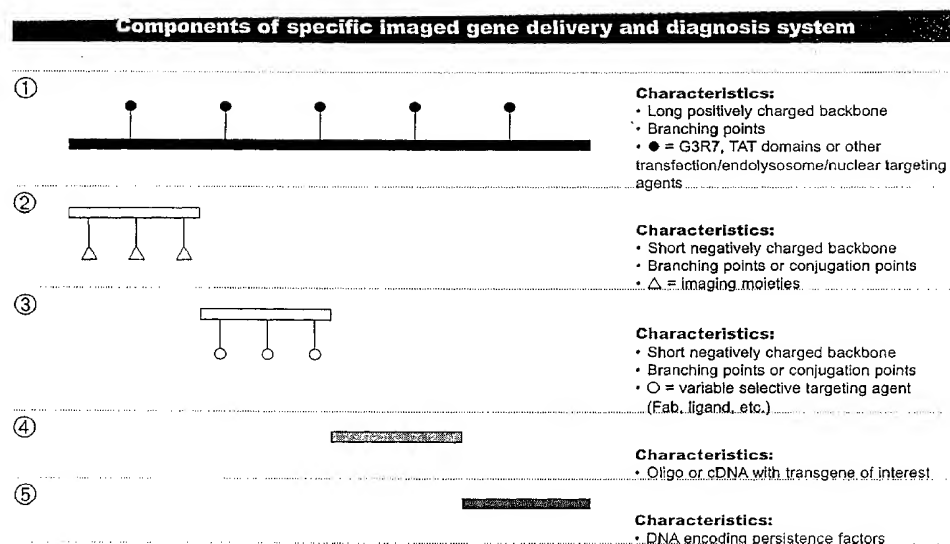 Components of specific imaged gene delivery and diagnosis system
①
Characteristics:
• Long positively charged backbone
• Branching points
• ● = G3R7, TAT domains or other
transfection/endolysosome/nuclear targeting
agents
②
Characteristics:
• Short negatively charged backbone
• Branching points or conjugation points
• △ = imaging moieties
③
Characteristics:
• Short negatively charged backbone
• Branching points or conjugation points
• ○ = variable selective targeting agent
(Fab, ligand, etc.)
④
Characteristics:
• Oligo or cDNA with transgene of interest
⑤
Characteristics:
• DNA encoding persistence factors